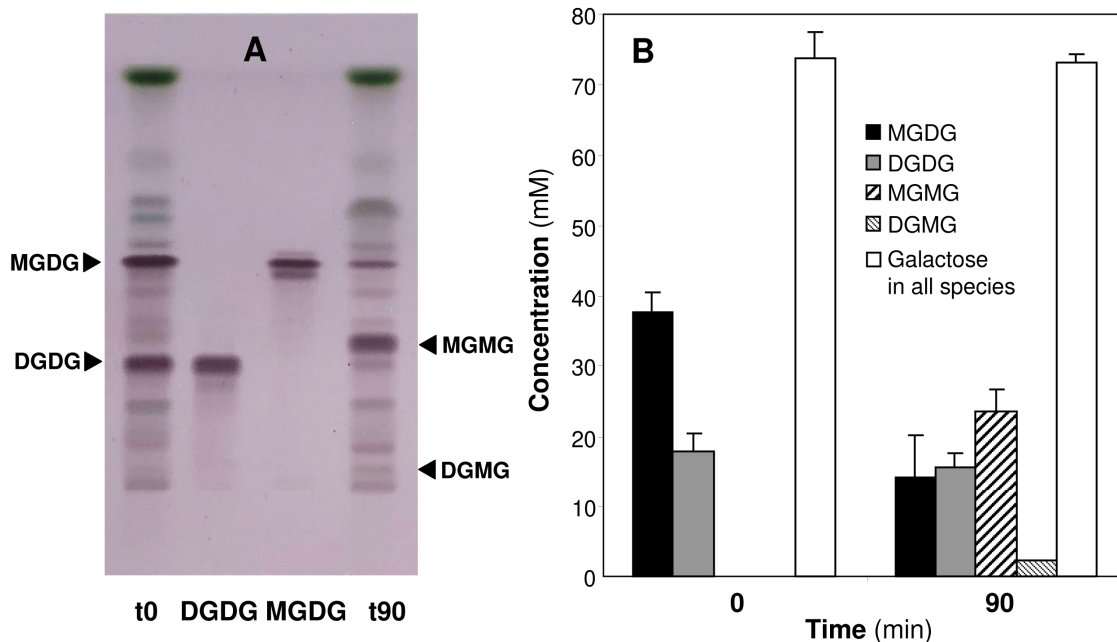 A
MGDG
DGDG
MGMG
DGMG
t0 DGDG MGDG t90
B
Concentration (mM)
80
70
60
50
40
30
20
10
0
MGDG
DGDG
MGMG
DGMG
Galactose
in all species
0
90
Time (min)